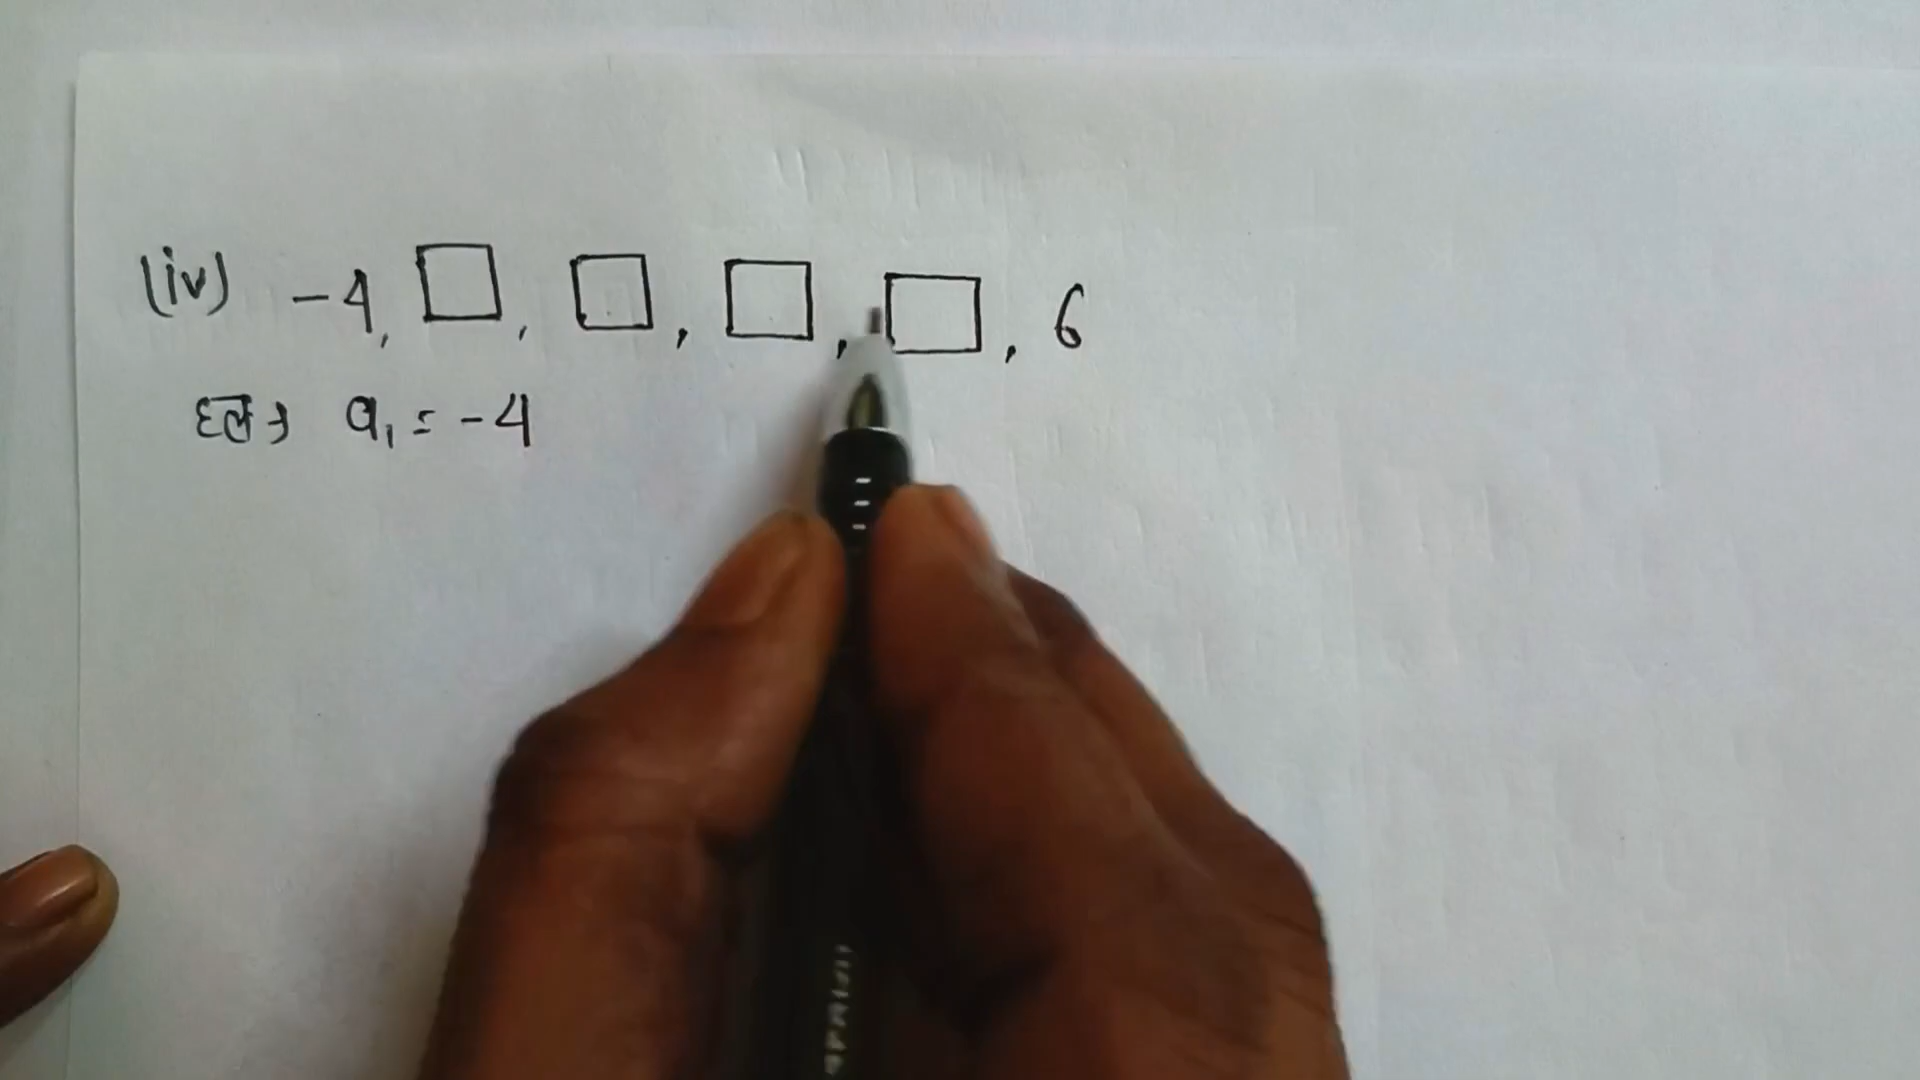 (iv) -4, □, □, □, □, 6
हल→ a₁ = -4